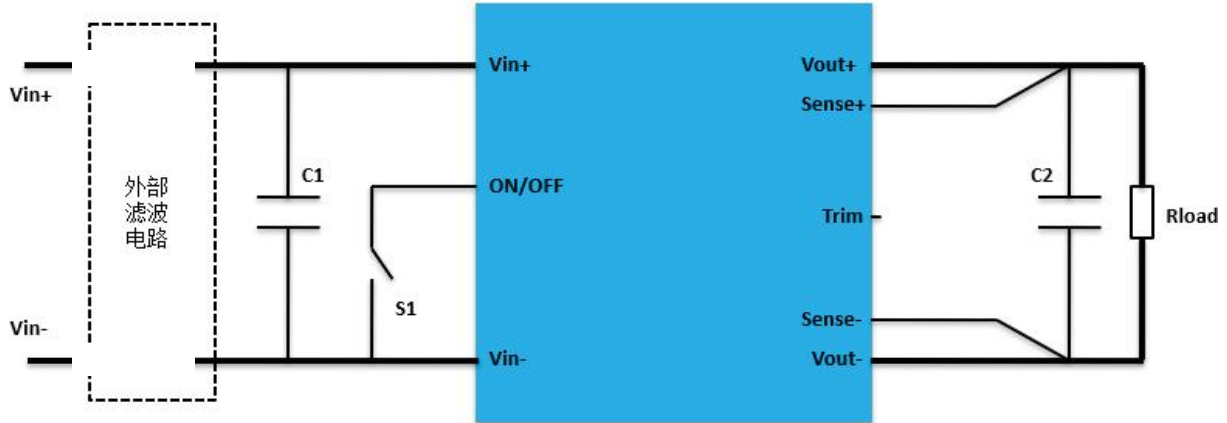 Vin+
Vin-
外部
滤波
电路
C1
S1
Vin+
ON/OFF
Vin-
Vout+
Sense+
Trim
Sense-
Vout-
C2
Rload